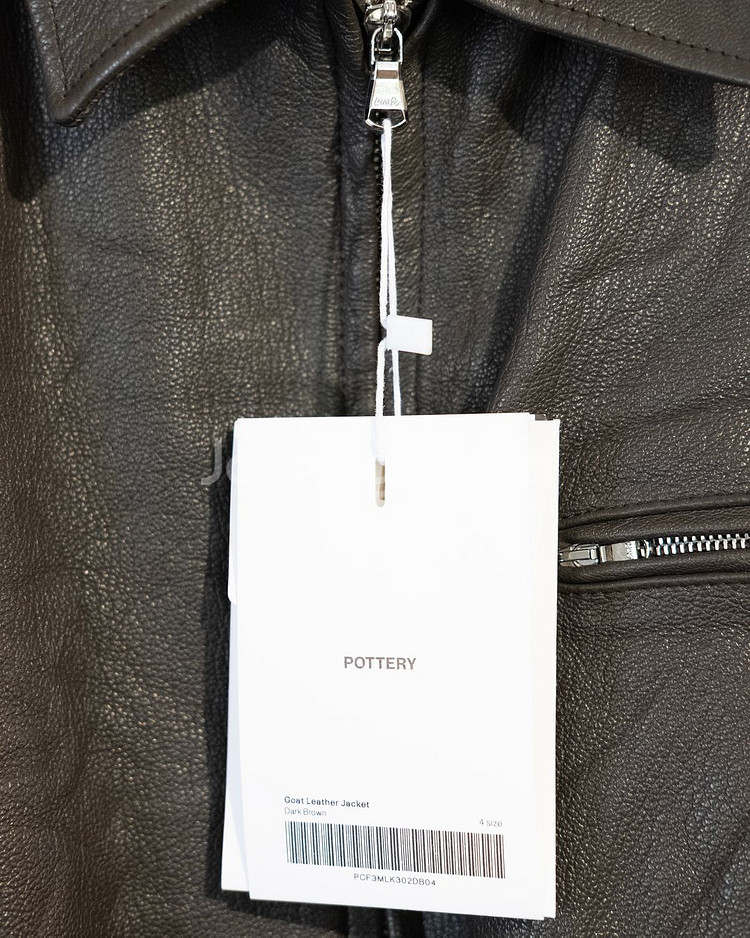 POTTERY
Goat Leather Jacket
Dark Brown
4 size
PCF3MLK302DB04